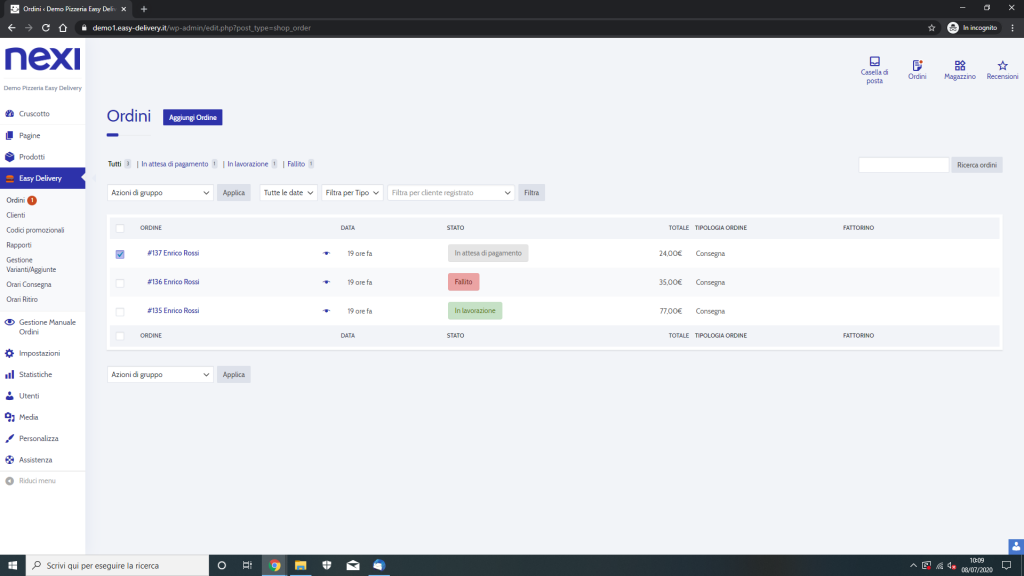 Ordini ‹ Demo Pizzeria Easy Deli
demo1.easy-delivery.it/wp-admin/edit.php?post_type=shop_order
In incognito
nexi
Demo Pizzeria Easy Delivery
Cruscotto
Pagine
Prodotti
Easy Delivery
Ordini 1
Clienti
Codici promozionali
Rapporti
Gestione
Varianti/Aggiunte
Orari Consegna
Orari Ritiro
Gestione Manuale
Ordini
Impostazioni
Statistiche
Utenti
Media
Personalizza
Assistenza
Riduci menu
Casella di
posta
Ordini
Magazzino
Recensioni
Ordini
Aggiungi Ordine
Tutti 3 | In attesa di pagamento 1 | In lavorazione 1 | Fallito 1
Ricerca ordini
Azioni di gruppo Applica Tutte le date Filtra per Tipo Filtra per cliente registrato Filtra
ORDINE DATA STATO TOTALE TIPOLOGIA ORDINE FATTORINO
#137 Enrico Rossi 19 ore fa In attesa di pagamento 24,00€ Consegna
#136 Enrico Rossi 19 ore fa Fallito 35,00€ Consegna
#135 Enrico Rossi 19 ore fa In lavorazione 77,00€ Consegna
ORDINE DATA STATO TOTALE TIPOLOGIA ORDINE FATTORINO
Azioni di gruppo Applica
Scrivi qui per eseguire la ricerca
10:09
08/07/2020